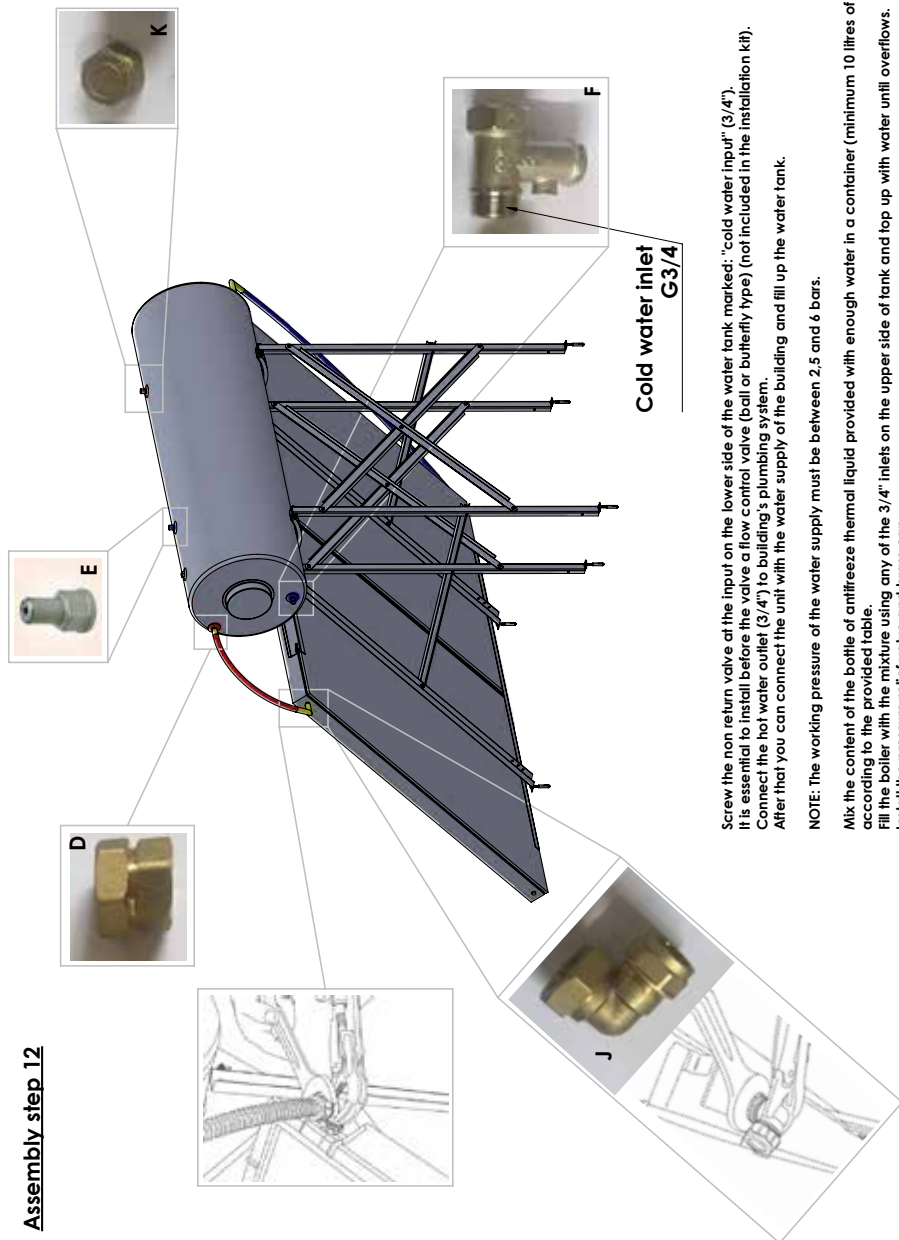 Assembly step 12
D
E
K
J
F
Cold water inlet
G3/4
Screw the non return valve at the input on the lower side of the water tank marked: "cold water input" (3/4").
It is essential to install before the valve a flow control valve (ball or butterfly type) (not included in the installation kit).
Connect the hot water outlet (3/4") to building's plumbing system.
After that you can connect the unit with the water supply of the building and fill up the water tank.
NOTE: The working pressure of the water supply must be between 2,5 and 6 bars.
Mix the content of the bottle of antifreeze thermal liquid provided with enough water in a container (minimum 10 litres of
according to the provided table.
Fill the boiler with the mixture using any of the 3/4" inlets on the upper side of tank and top up with water until overflows.